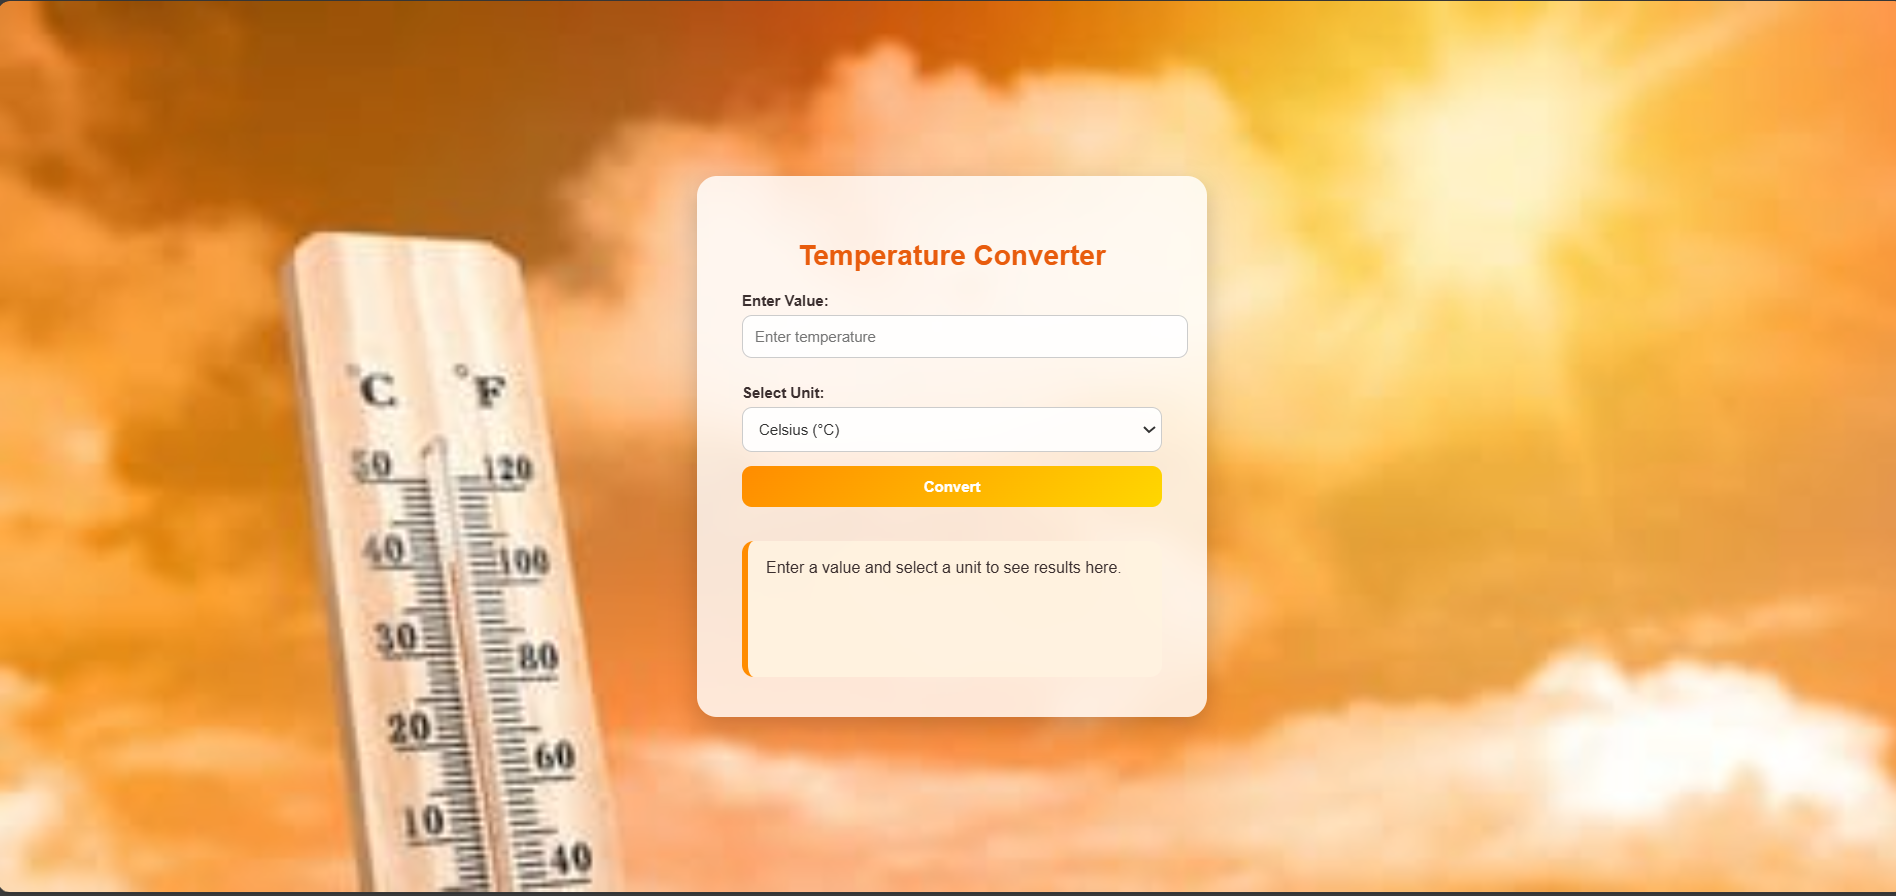 Temperature Converter
Enter Value:
Enter temperature
Select Unit:
Celsius (°C)
Convert
Enter a value and select a unit to see results here.
°C °F
50 120
40 100
30 80
20 60
10 40